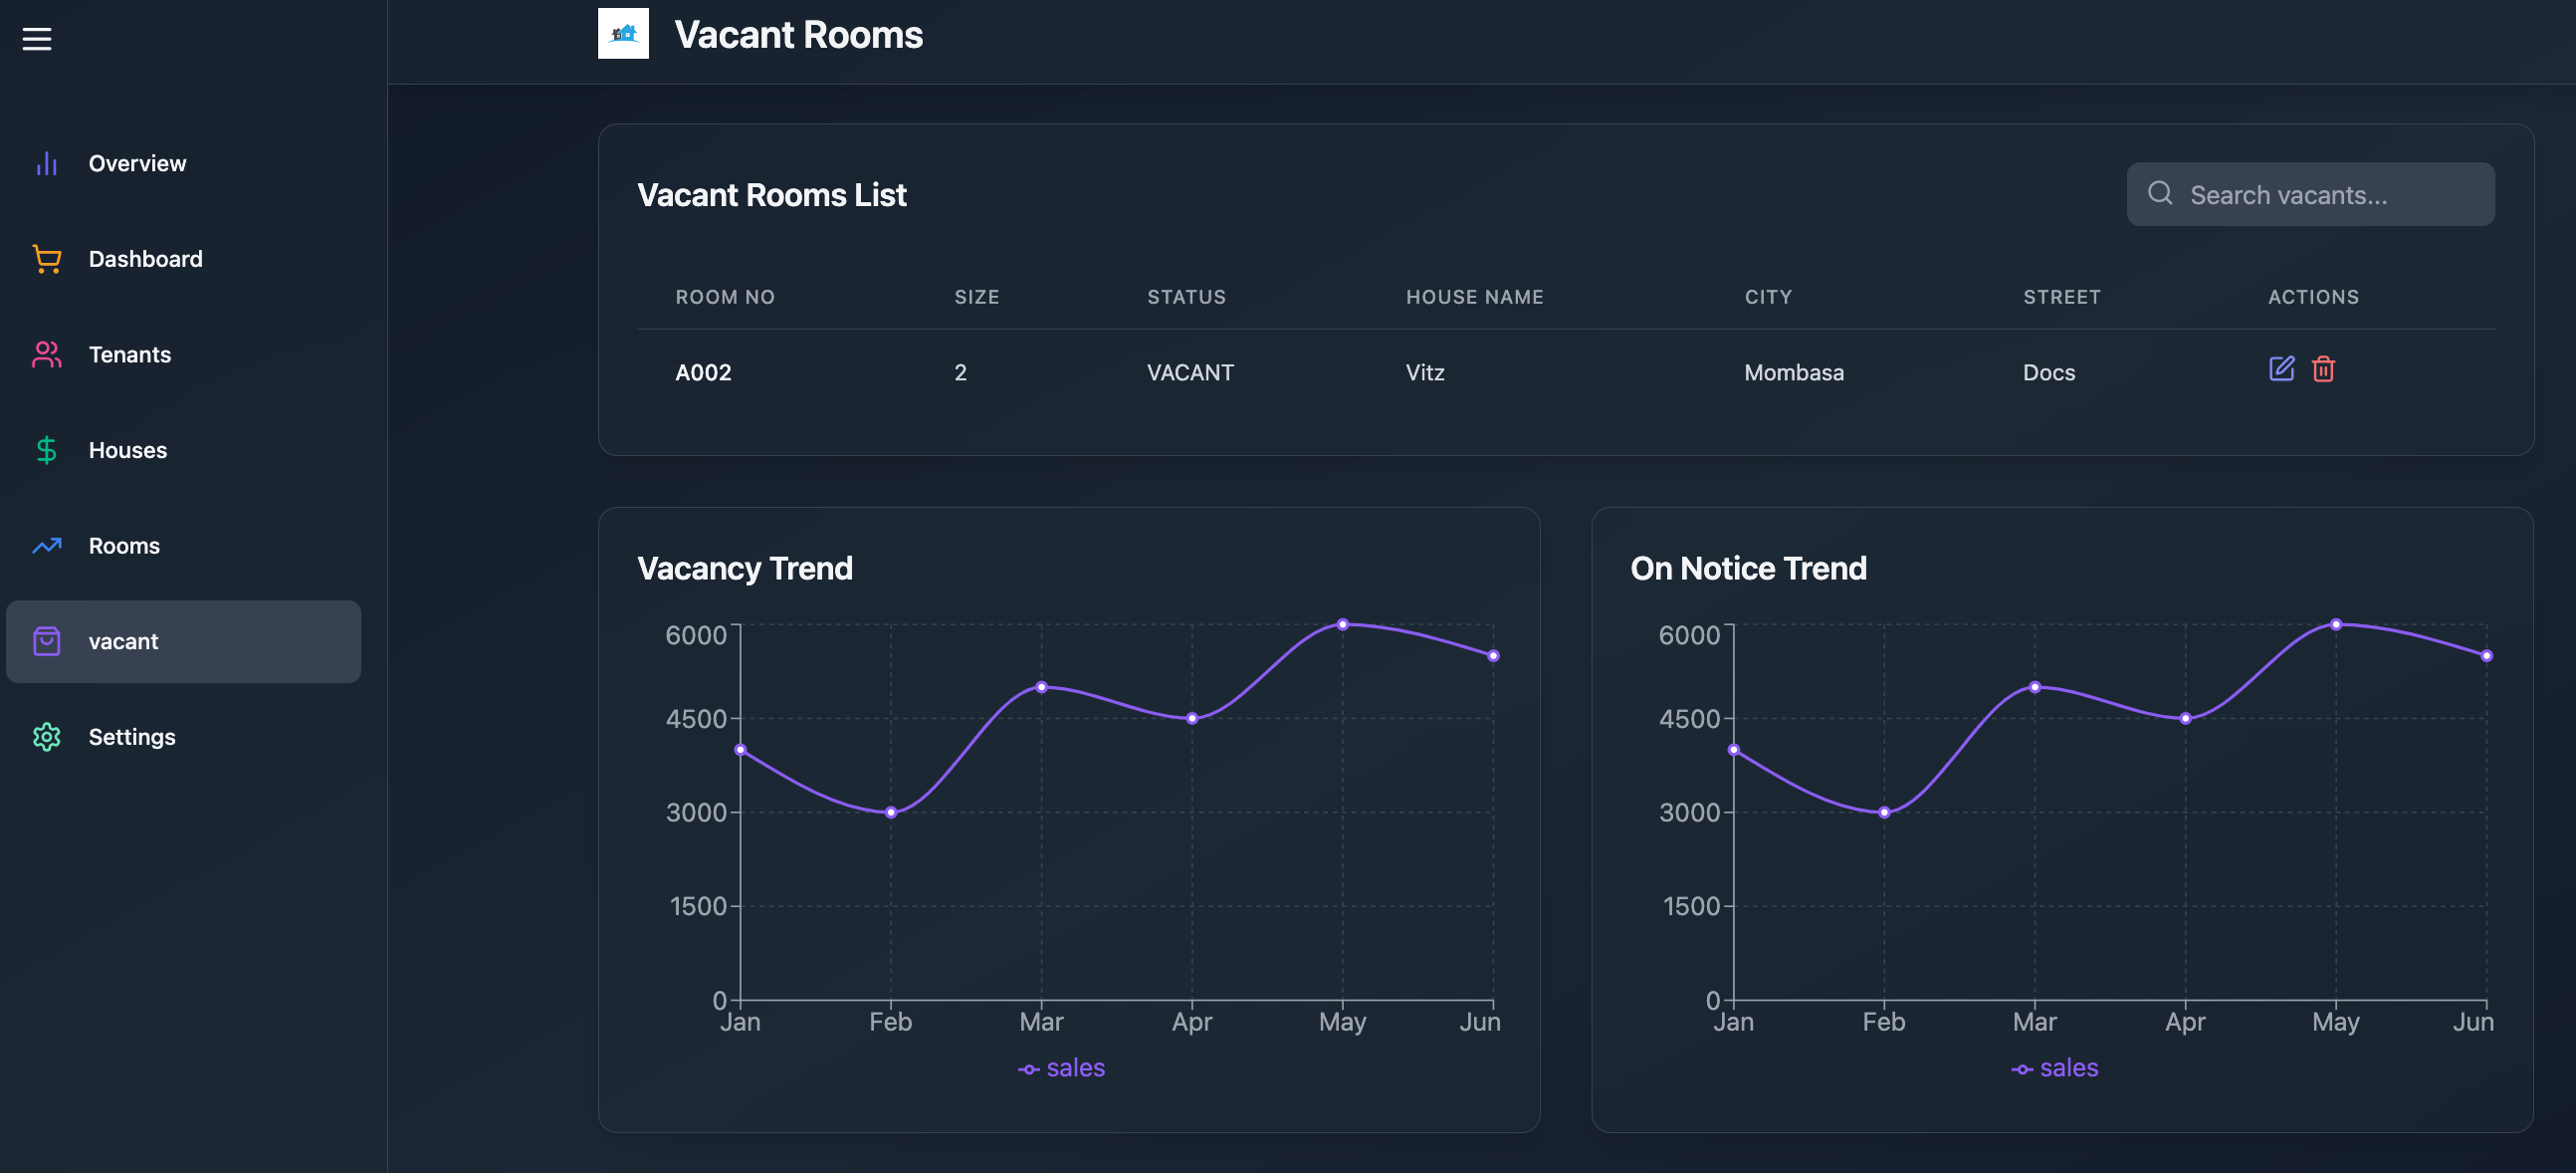 Vacant Rooms
Overview
Dashboard
Tenants
Houses
Rooms
vacant
Settings
Vacant Rooms List
Search vacants...
ROOM NO SIZE STATUS HOUSE NAME CITY STREET ACTIONS
A002 2 VACANT Vitz Mombasa Docs
Vacancy Trend
6000
4500
3000
1500
0
Jan Feb Mar Apr May Jun
sales
On Notice Trend
6000
4500
3000
1500
0
Jan Feb Mar Apr May Jun
sales